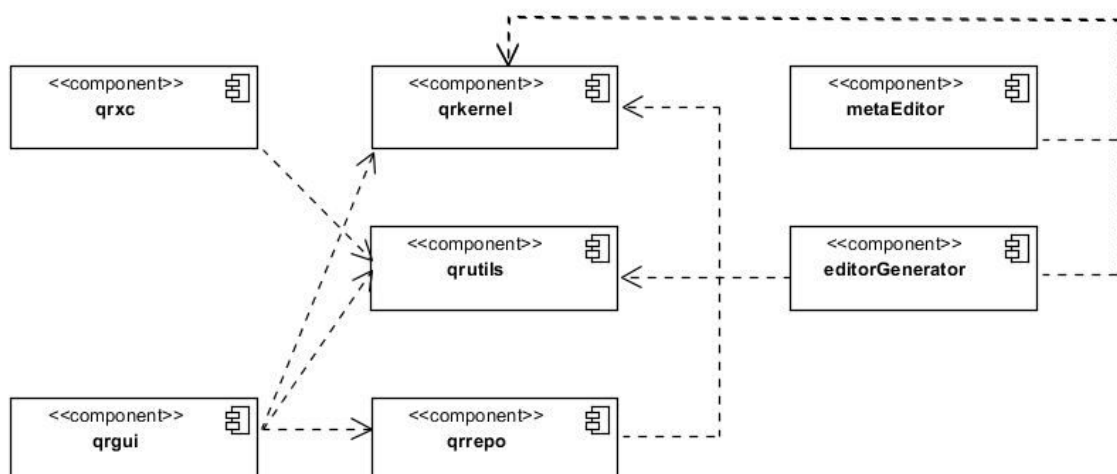 <<component>>
qrxc
<<component>>
qrkernel
<<component>>
metaEditor
<<component>>
qrutils
<<component>>
editorGenerator
<<component>>
qrgui
<<component>>
qrrepo